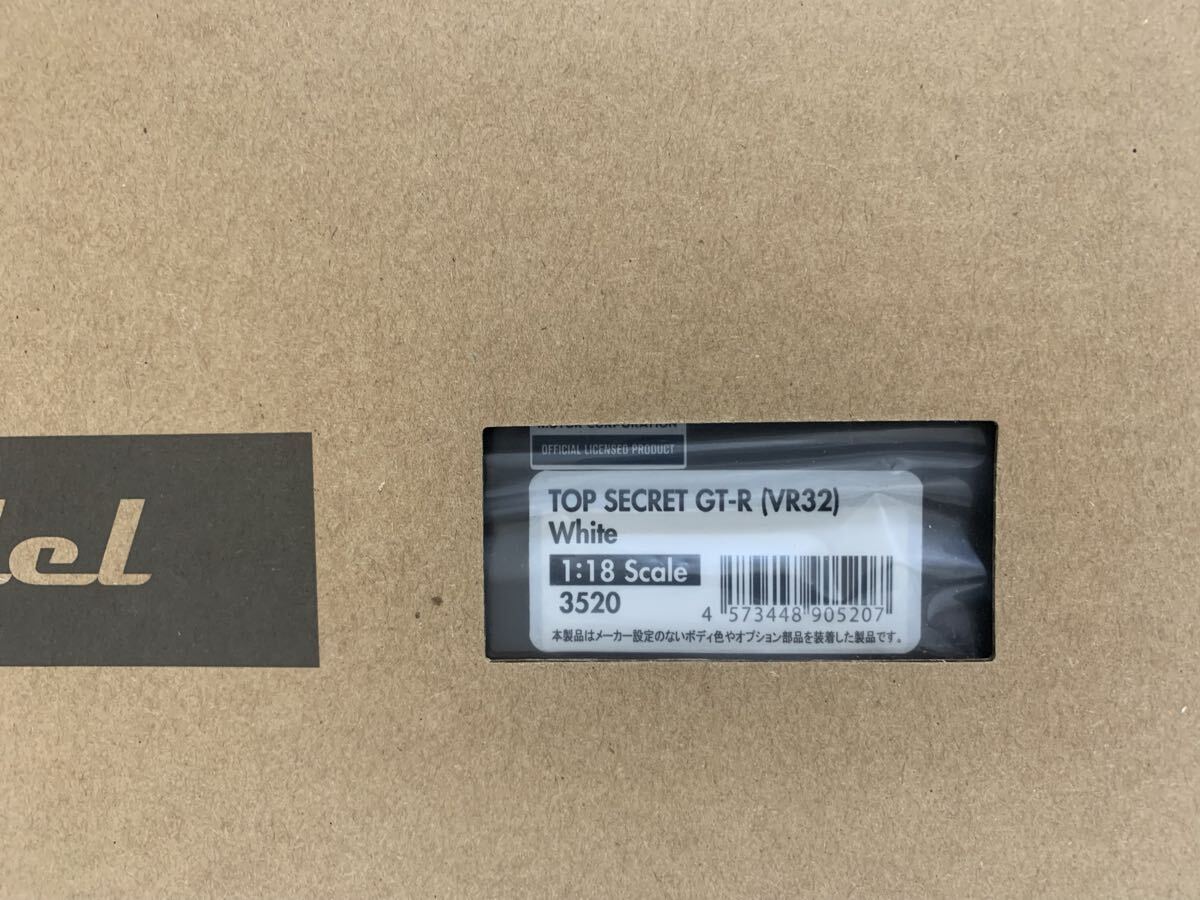 del
MOTOR CORPORATION
OFFICIAL LICENSED PRODUCT
TOP SECRET GT-R (VR32)
White
1:18 Scale
3520
4 573448 905207
本製品はメーカー設定のないボディ色やオプション部品を装着した製品です。